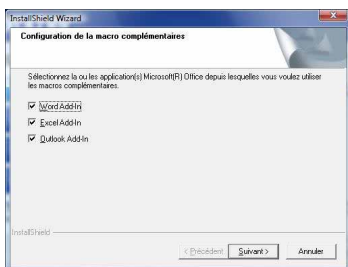 InstallShield Wizard
Configuration de la macro complémentaires
Sélectionnez la ou les application(s) Microsoft(R) Office depuis lesquelles vous voulez utiliser
les macros complémentaires.
Word Add-In
Excel Add-In
Outlook Add-In
InstallShield
< Précédent
Suivant >
Annuler